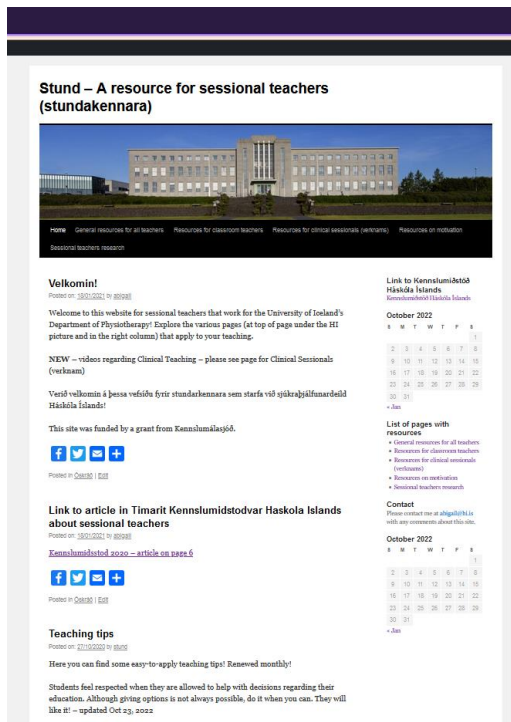 Stund – A resource for sessional teachers
(stundakennara)
Home General resources for all teachers Resources for classroom teachers Resources for clinical sessionals (verknams) Resources on motivation
Sessional teachers research
Velkomin!
Posted on: 18/01/2021 by abigail
Welcome to this website for sessional teachers that work for the University of Iceland's
Department of Physiotherapy! Explore the various pages (at top of page under the HI
picture and in the right column) that apply to your teaching.
NEW – videos regarding Clinical Teaching – please see page for Clinical Sessionals
(verknam)
Verið velkomin á þessa vefsíðu fyrir stundarkennara sem starfa við sjúkraþjálfunardeild
Háskóla Íslands!
This site was funded by a grant from Kennslumálasjóð.
Posted in Óskráð | Edit
Link to article in Timarit Kennslumidstodvar Haskola Islands
about sessional teachers
Posted on: 18/01/2021 by abigail
Kennslumidsstod 2020 – article on page 6
Posted in Óskráð | Edit
Teaching tips
Posted on: 27/10/2020 by stund
Here you can find some easy-to-apply teaching tips! Renewed monthly!
Students feel respected when they are allowed to help with decisions regarding their
education. Although giving options is not always possible, do it when you can. They will
like it! – updated Oct 23, 2022
Link to Kennslumiðstöð
Háskóla Íslands
Kennslumiðstöð Háskóla Íslands
October 2022
S M T W T F S
1
2 3 4 5 6 7 8
9 10 11 12 13 14 15
16 17 18 19 20 21 22
23 24 25 26 27 28 29
30 31
« Jan
List of pages with
resources
General resources for all teachers
Resources for classroom teachers
Resources for clinical sessionals
(verknams)
Resources on motivation
Sessional teachers research
Contact
Please contact me at abigail@hi.is
with any comments about this site.
October 2022
S M T W T F S
1
2 3 4 5 6 7 8
9 10 11 12 13 14 15
16 17 18 19 20 21 22
23 24 25 26 27 28 29
30 31
« Jan